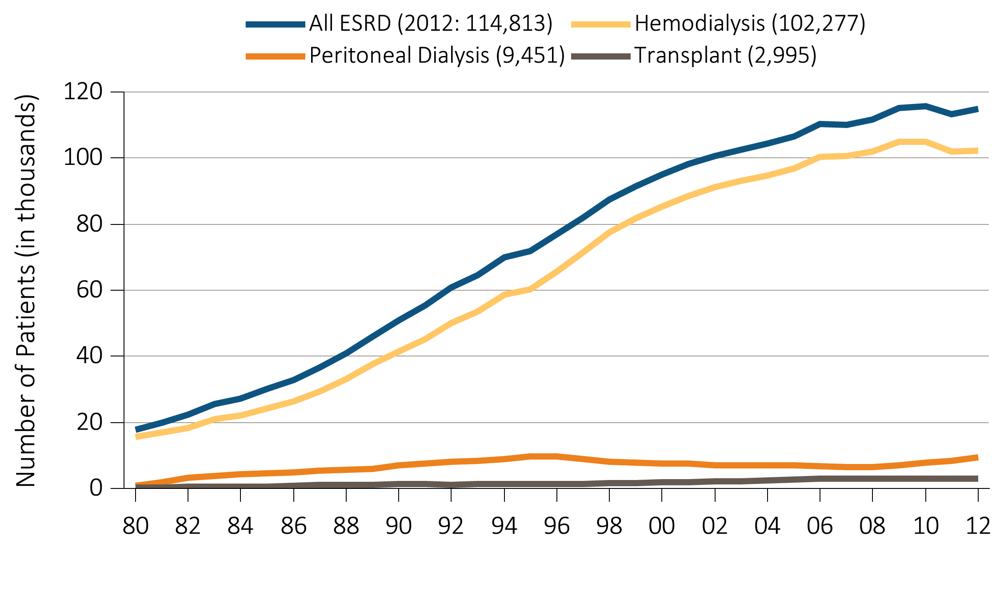 All ESRD (2012: 114,813) Hemodialysis (102,277)
Peritoneal Dialysis (9,451) Transplant (2,995)
Number of Patients (in thousands)
120
100
80
60
40
20
0
80 82 84 86 88 90 92 94 96 98 00 02 04 06 08 10 12